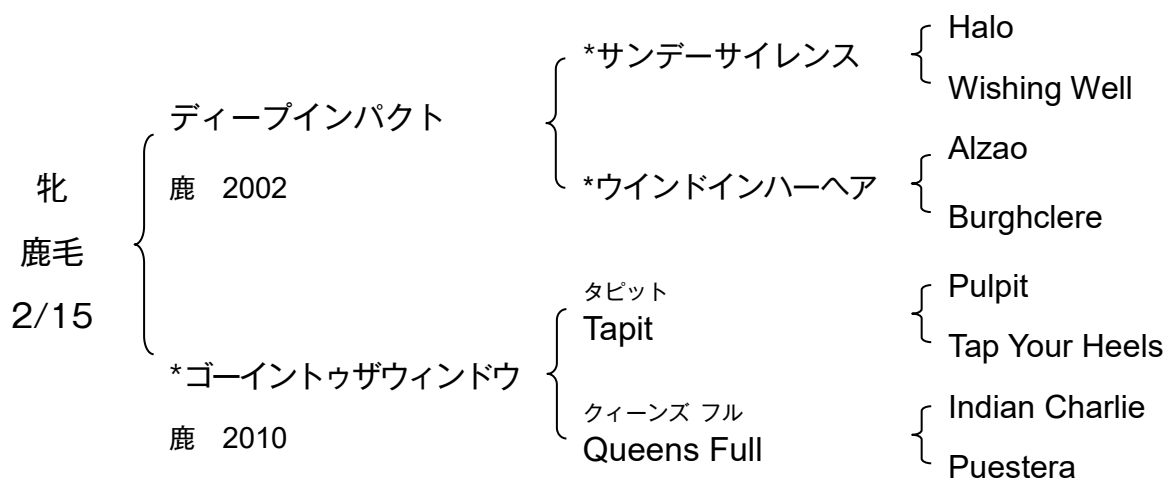 牝
鹿毛
2/15
ディープインパクト
鹿　2002
*ゴーイントゥザウィンドウ
鹿　2010
*サンデーサイレンス
*ウインドインハーヘア
タピット
Tapit
クィーンズ フル
Queens Full
Halo
Wishing Well
Alzao
Burghclere
Pulpit
Tap Your Heels
Indian Charlie
Puestera